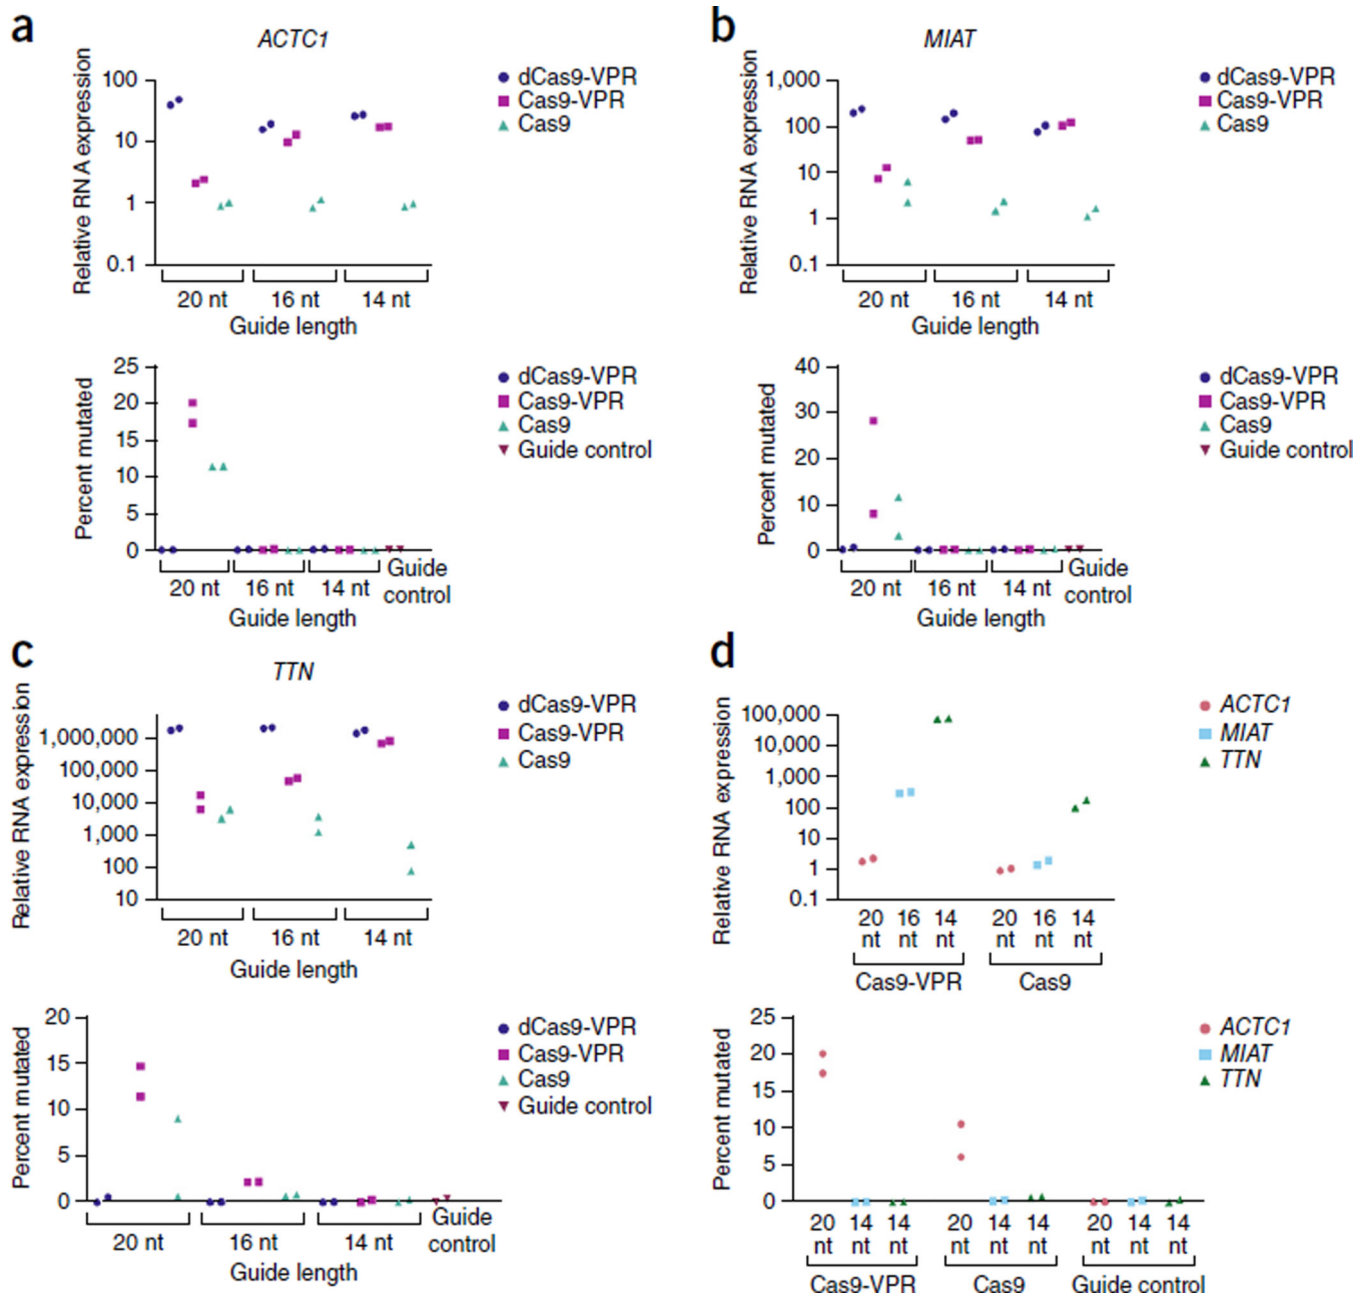 a
ACTC1
Relative RNA expression
100
10
1
0.1
dCas9-VPR
Cas9-VPR
Cas9
20 nt 16 nt 14 nt
Guide length
Percent mutated
25
20
15
10
5
0
dCas9-VPR
Cas9-VPR
Cas9
Guide control
20 nt 16 nt 14 nt Guide
control
Guide length
b
MIAT
Relative RNA expression
1,000
100
10
1
0.1
dCas9-VPR
Cas9-VPR
Cas9
20 nt 16 nt 14 nt
Guide length
Percent mutated
40
30
20
10
0
dCas9-VPR
Cas9-VPR
Cas9
Guide control
20 nt 16 nt 14 nt Guide
control
Guide length
c
TTN
Relative RNA expression
1,000,000
100,000
10,000
1,000
100
10
dCas9-VPR
Cas9-VPR
Cas9
20 nt 16 nt 14 nt
Guide length
Percent mutated
20
15
10
5
0
dCas9-VPR
Cas9-VPR
Cas9
Guide control
20 nt 16 nt 14 nt Guide
control
Guide length
d
Relative RNA expression
100,000
10,000
1,000
100
10
1
0.1
ACTC1
MIAT
TTN
20 16 14 20 16 14
nt nt nt nt nt nt
Cas9-VPR Cas9
Percent mutated
25
20
15
10
5
0
ACTC1
MIAT
TTN
20 14 14 20 14 14 20 14 14
nt nt nt nt nt nt nt nt nt
Cas9-VPR Cas9 Guide control